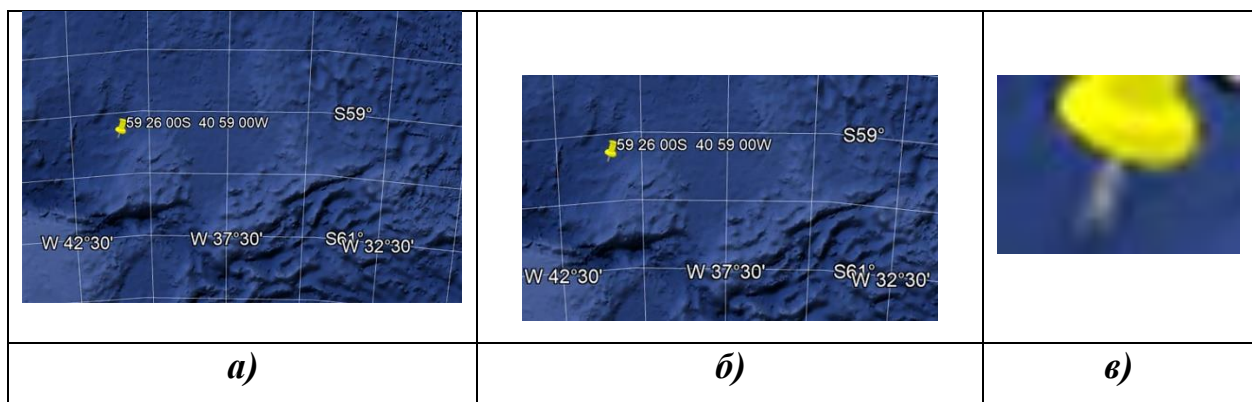 S59°
59 26 00S 40 59 00W
W 42°30'
W 37°30'
S61°
W 32°30'
S59°
59 26 00S 40 59 00W
W 42°30'
W 37°30'
S61°
W 32°30'
а)
б)
в)